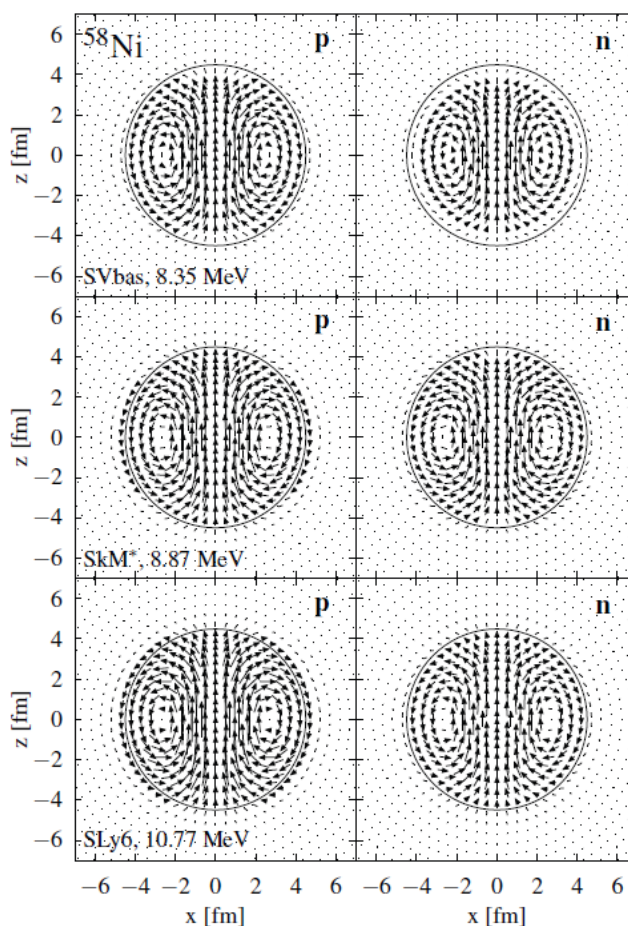 6
4
2
0
−2
−4
−6
z [fm]
⁵⁸Ni
p
n
SVbas, 8.35 MeV
6
4
2
0
−2
−4
−6
z [fm]
p
n
SkM*, 8.87 MeV
6
4
2
0
−2
−4
−6
z [fm]
p
n
SLy6, 10.77 MeV
−6 −4 −2 0 2 4 6 −6 −4 −2 0 2 4 6
x [fm] x [fm]